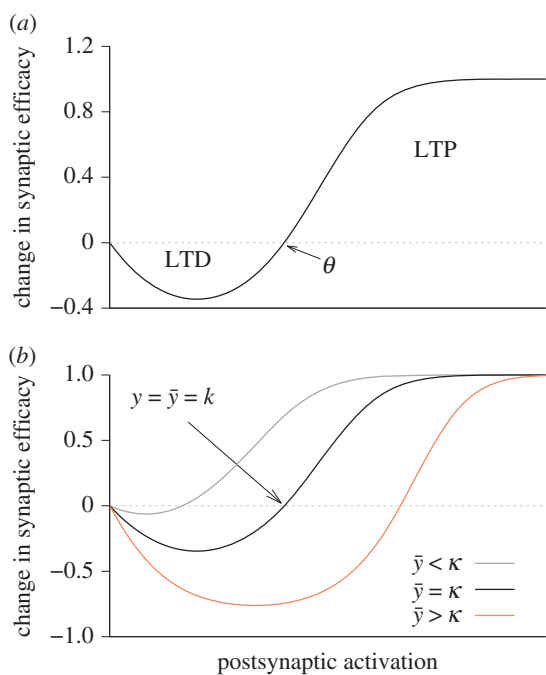 (a)
1.2
0.8
0.4
0
−0.4
change in synaptic efficacy
LTD
LTP
θ
(b)
1.0
0.5
0
−0.5
−1.0
change in synaptic efficacy
y = ȳ = k
ȳ < κ
ȳ = κ
ȳ > κ
postsynaptic activation